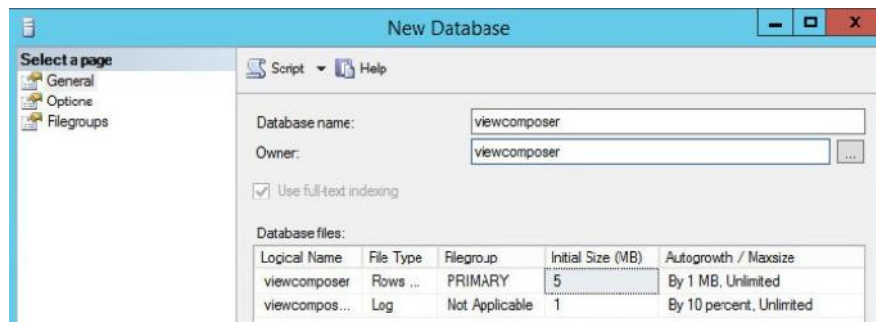 New Database
x
Select a page
General
Options
Filegroups
Script
Help
Database name:
viewcomposer
Owner:
viewcomposer
...
Use full-text indexing
Database files:
Logical Name File Type Filegroup Initial Size (MB) Autogrowth / Maxsize
viewcomposer Rows ... PRIMARY 5 By 1 MB, Unlimited
viewcompos... Log Not Applicable 1 By 10 percent, Unlimited